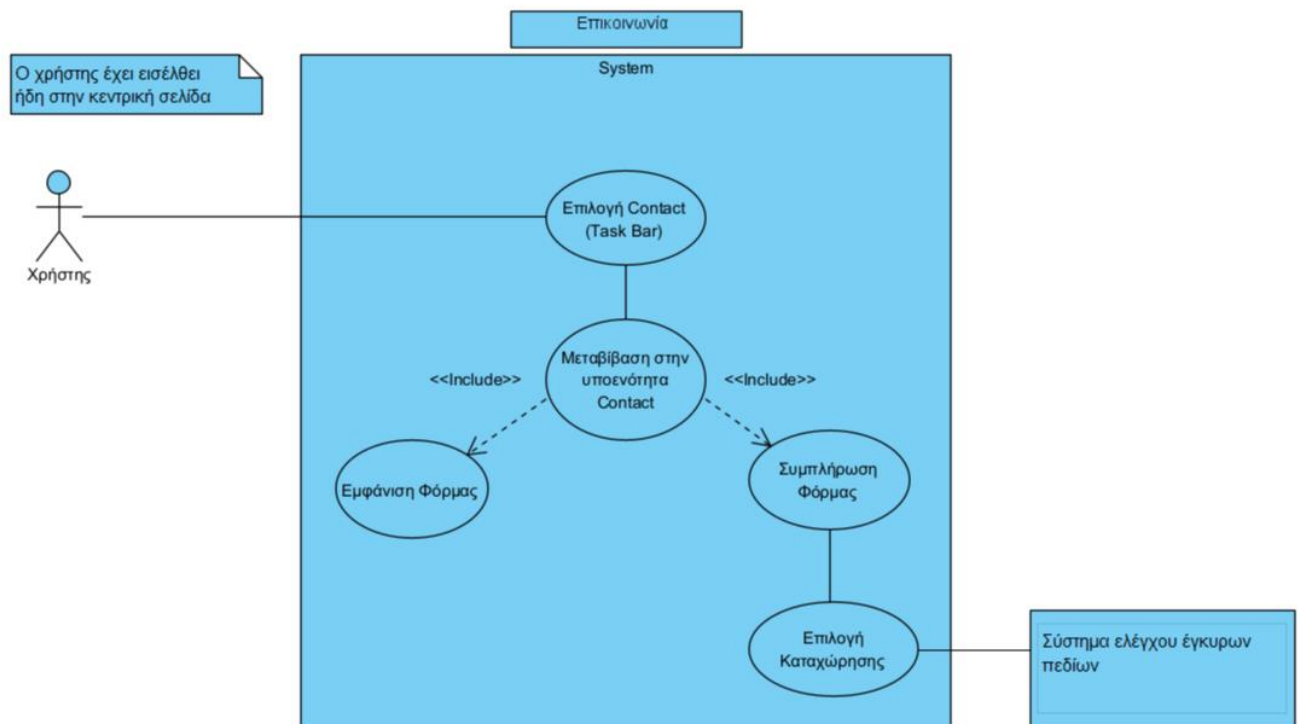 Επικοινωνία
System
Ο χρήστης έχει εισέλθει
ήδη στην κεντρική σελίδα
Χρήστης
Επιλογή Contact
(Task Bar)
Μεταβίβαση στην
υποενότητα
Contact
<<Include>>
<<Include>>
Εμφάνιση Φόρμας
Συμπλήρωση
Φόρμας
Επιλογή
Καταχώρησης
Σύστημα ελέγχου έγκυρων
πεδίων